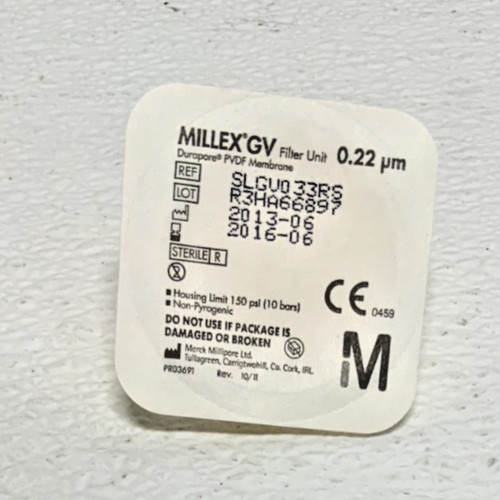 MILLEX®GV Filter Unit 0.22 µm
Durapore® PVDF Membrane
REF SLGV033RS
LOT R3HA66897
2013-06
2016-06
STERILE R
2
Housing Limit 150 psi (10 bars)
Non-Pyrogenic
CE 0459
DO NOT USE IF PACKAGE IS
DAMAGED OR BROKEN
Merck Millipore Ltd.
Tullagreen, Carrigtwohill, Co. Cork, IRL
PR03691 Rev. 10/11
M